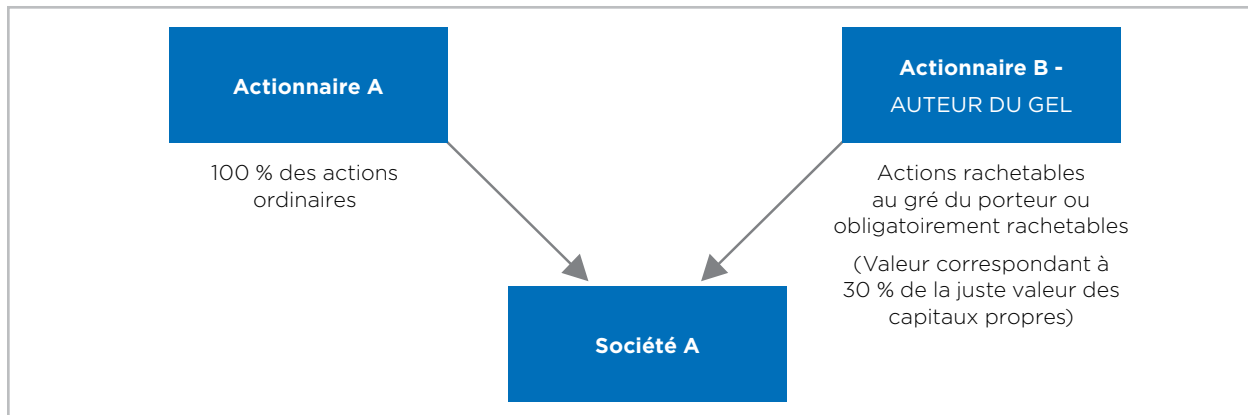 Actionnaire A
100 % des actions
ordinaires
Actionnaire B -
AUTEUR DU GEL
Actions rachetables
au gré du porteur ou
obligatoirement rachetables
(Valeur correspondant à
30 % de la juste valeur des
capitaux propres)
Société A